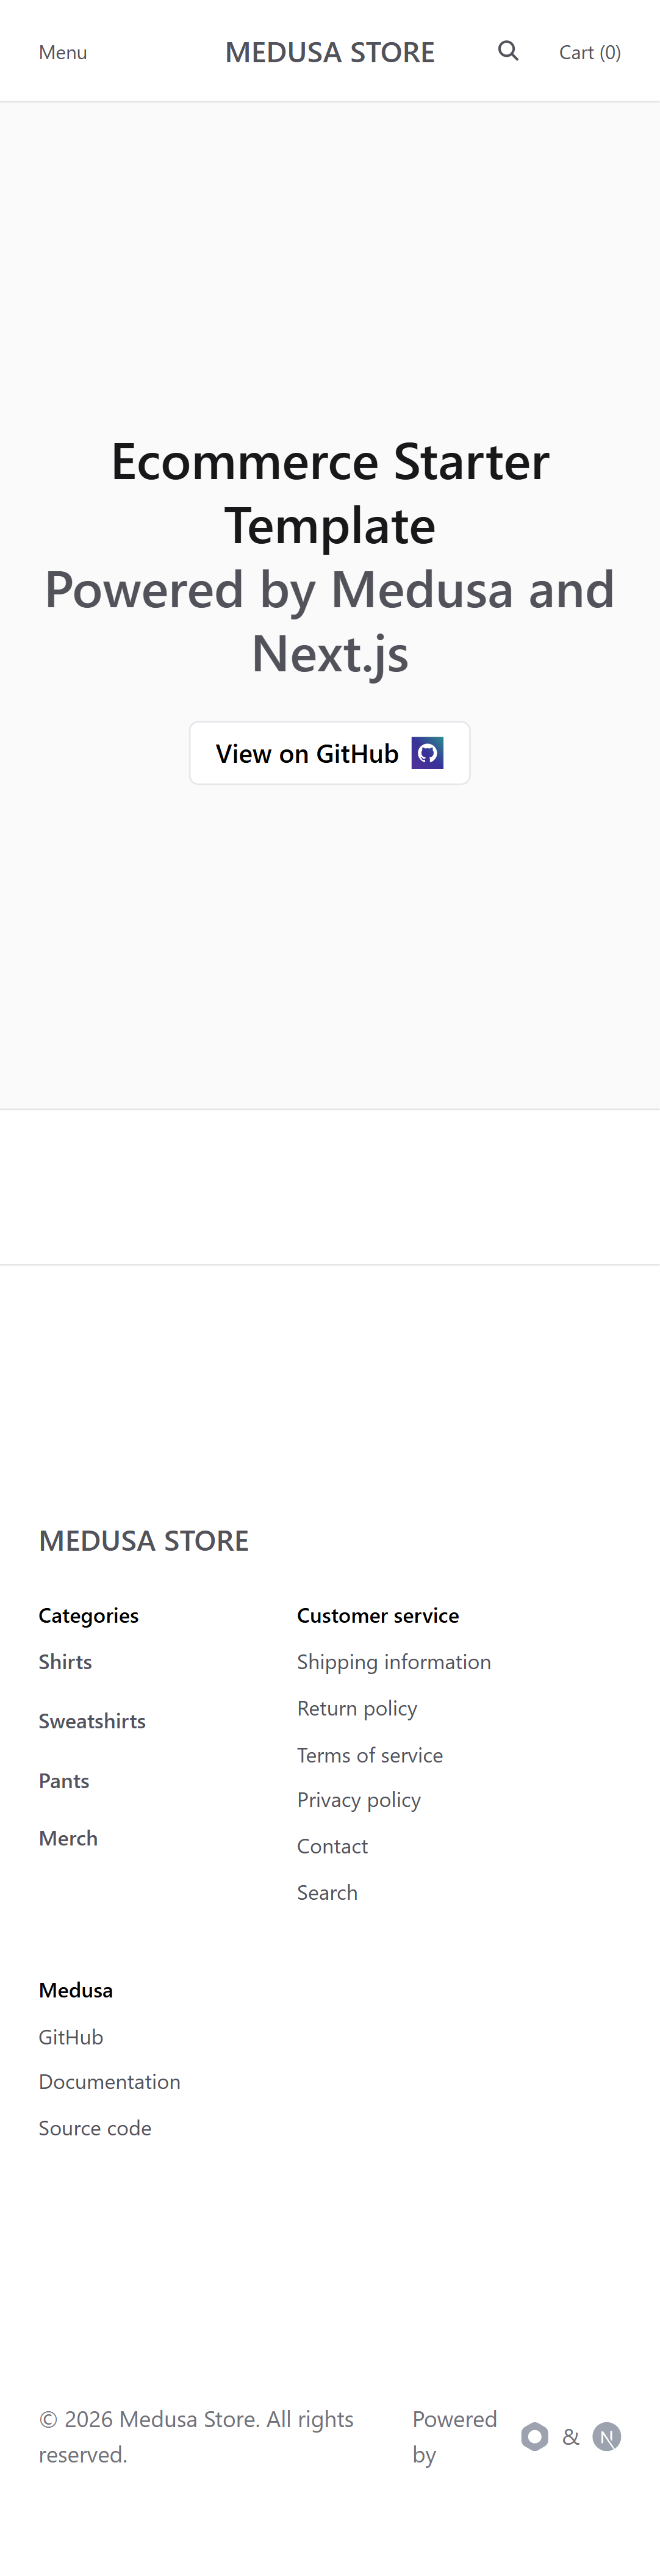 Menu
MEDUSA STORE
Cart (0)
Ecommerce Starter
Template
Powered by Medusa and
Next.js
View on GitHub
MEDUSA STORE
Categories
Shirts
Sweatshirts
Pants
Merch
Customer service
Shipping information
Return policy
Terms of service
Privacy policy
Contact
Search
Medusa
GitHub
Documentation
Source code
© 2026 Medusa Store. All rights
reserved.
Powered
by
&
N